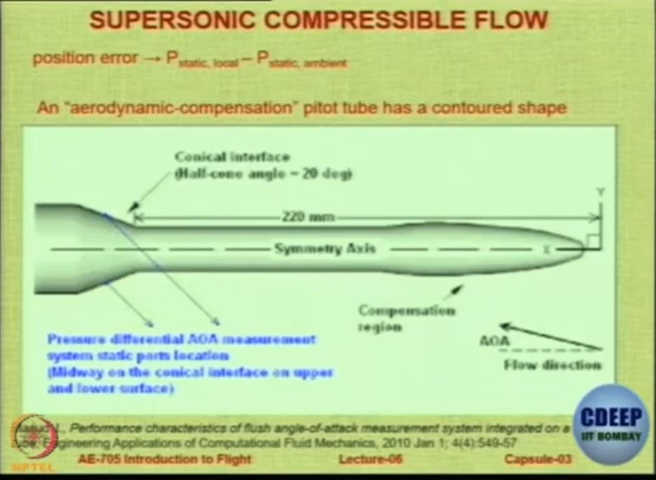 SUPERSONIC COMPRESSIBLE FLOW
position error → P static, local – P static, ambient
An "aerodynamic-compensation" pitot tube has a contoured shape
Conical interface
(Half-cone angle ~ 20 deg)
Y
220 mm
Symmetry Axis
X
Compensation
region
Pressure differential AOA measurement
system static ports location
(Midway on the conical interface on upper
and lower surface)
AOA
Flow direction
Performance characteristics of flush angle-of-attack measurement system integrated on a
Engineering Applications of Computational Fluid Mechanics, 2010 Jan 1; 4(4):549-57
CDEEP
IIT BOMBAY
NPTEL
AE-705 Introduction to Flight
Lecture-06
Capsule-03